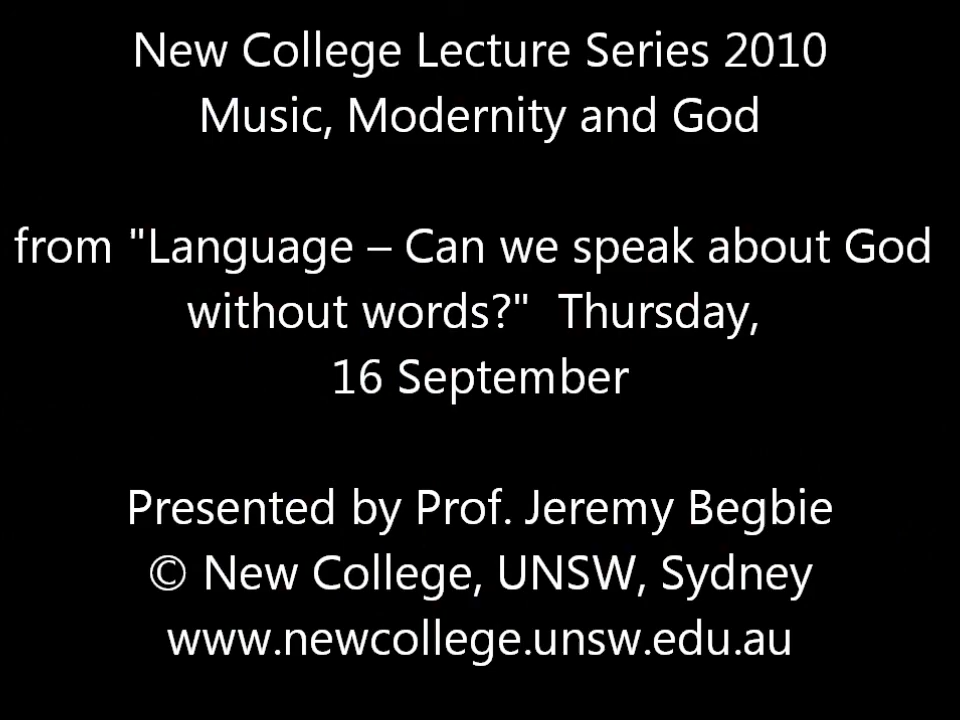 New College Lecture Series 2010
Music, Modernity and God
from "Language – Can we speak about God
without words?" Thursday,
16 September
Presented by Prof. Jeremy Begbie
© New College, UNSW, Sydney
www.newcollege.unsw.edu.au